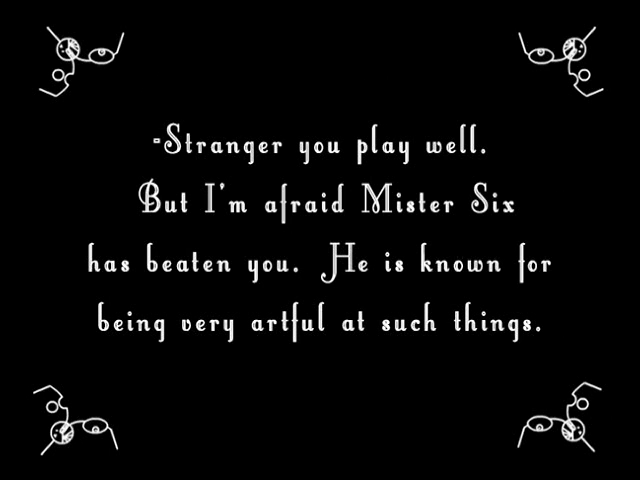 -Stranger you play well.
But I'm afraid Mister Six
has beaten you. He is known for
being very artful at such things.